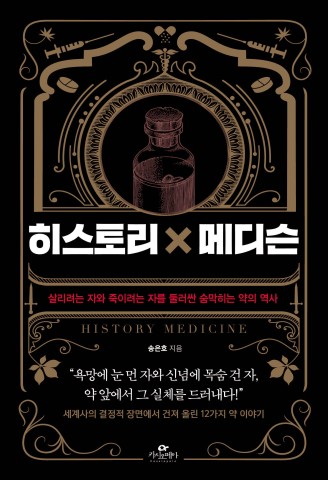 히스토리 × 메디슨
살리려는 자와 죽이려는 자를 둘러싼 숨막히는 약의 역사
HISTORY MEDICINE
송은호 지음
“욕망에 눈 먼 자와 신념에 목숨 건 자,
약 앞에서 그 실체를 드러내다!”
세계사의 결정적 장면에서 건져 올린 12가지 약 이야기
카시오페아